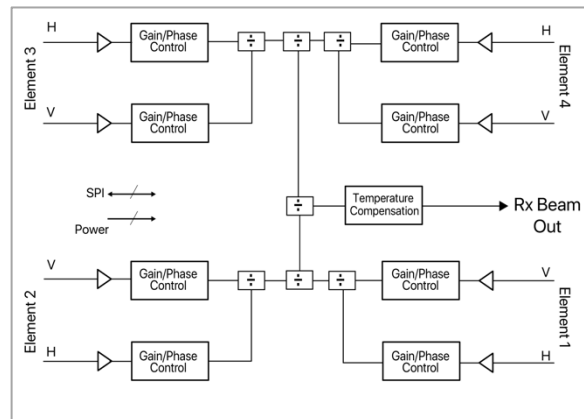 H
Gain/Phase
Control
÷
÷
÷
Gain/Phase
Control
H
Element 3
Element 4
V
Gain/Phase
Control
Gain/Phase
Control
V
SPI
Power
÷
Temperature
Compensation
Rx Beam
Out
V
Gain/Phase
Control
÷
÷
÷
Gain/Phase
Control
V
Element 2
Element 1
H
Gain/Phase
Control
Gain/Phase
Control
H